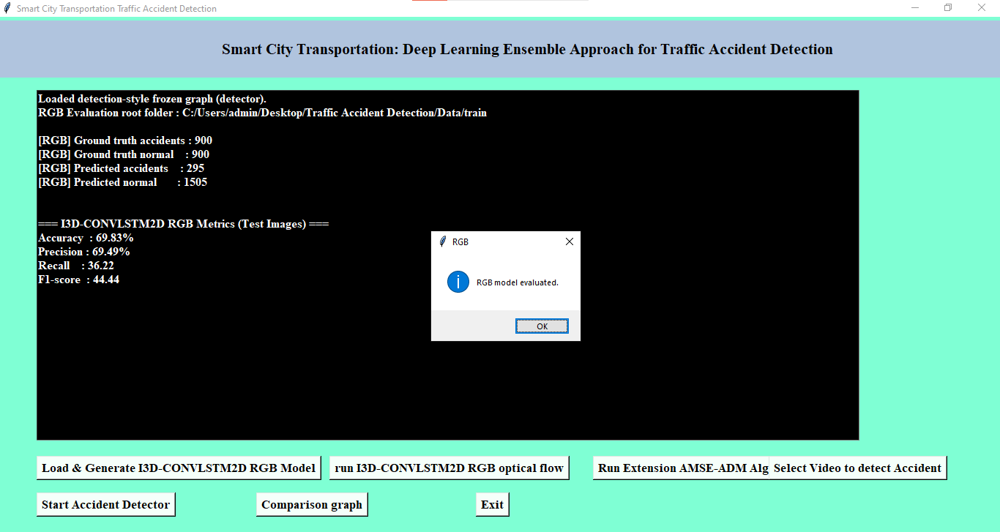 Smart City Transportation Traffic Accident Detection
Smart City Transportation: Deep Learning Ensemble Approach for Traffic Accident Detection
Loaded detection-style frozen graph (detector).
RGB Evaluation root folder : C:/Users/admin/Desktop/Traffic Accident Detection/Data/train
[RGB] Ground truth accidents : 900
[RGB] Ground truth normal : 900
[RGB] Predicted accidents : 295
[RGB] Predicted normal : 1505
=== I3D-CONVLSTM2D RGB Metrics (Test Images) ===
Accuracy : 69.83%
Precision : 69.49%
Recall : 36.22
F1-score : 44.44
RGB
RGB model evaluated.
OK
Load & Generate I3D-CONVLSTM2D RGB Model
run I3D-CONVLSTM2D RGB optical flow
Run Extension AMSE-ADM Alg
Select Video to detect Accident
Start Accident Detector
Comparison graph
Exit